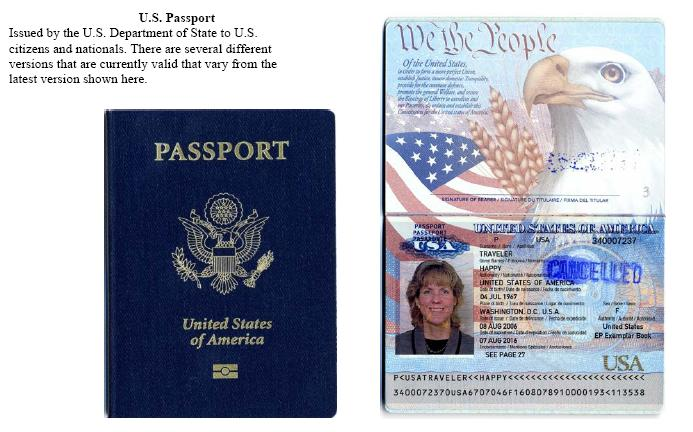 U.S. Passport
Issued by the U.S. Department of State to U.S.
citizens and nationals. There are several different
versions that are currently valid that vary from the
latest version shown here.
PASSPORT
United States
of America
We the People
Of the United States,
in Order to form a more perfect Union,
establish Justice, insure domestic Tranquility,
provide for the common defence,
promote the general Welfare, and secure
the Blessings of Liberty to ourselves and
our Posterity, do ordain and establish this
Constitution for the United States of America.
3
SIGNATURE OF BEARER / SIGNATURE DU TITULAIRE / FIRMA DEL TITULAR
PASSPORT
PASSEPORT
PASAPORTE
USA
UNITED STATES OF AMERICA
P USA 340007237
TRAVELER
HAPPY
CANCELLED
UNITED STATES OF AMERICA
04 JUL 1967
WASHINGTON, D.C. U.S.A. F
08 AUG 2006 United States
07 AUG 2016 EP Exemplar Book
SEE PAGE 27
USA
P<USATRAVELER<<HAPPY<<<<<<<<<<<<<<<<<<<<<<<<
3400072370USA6707046F1608078910000193<113538